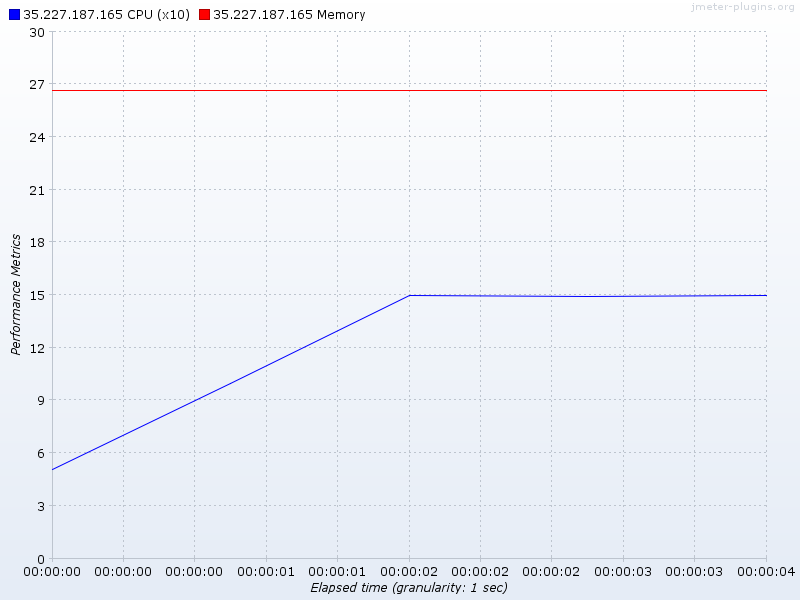 jmeter-plugins.org
35.227.187.165 CPU (x10) 35.227.187.165 Memory
30
27
24
21
18
15
12
9
6
3
0
Performance Metrics
00:00:00 00:00:00 00:00:00 00:00:01 00:00:01 00:00:02 00:00:02 00:00:02 00:00:03 00:00:03 00:00:04
Elapsed time (granularity: 1 sec)